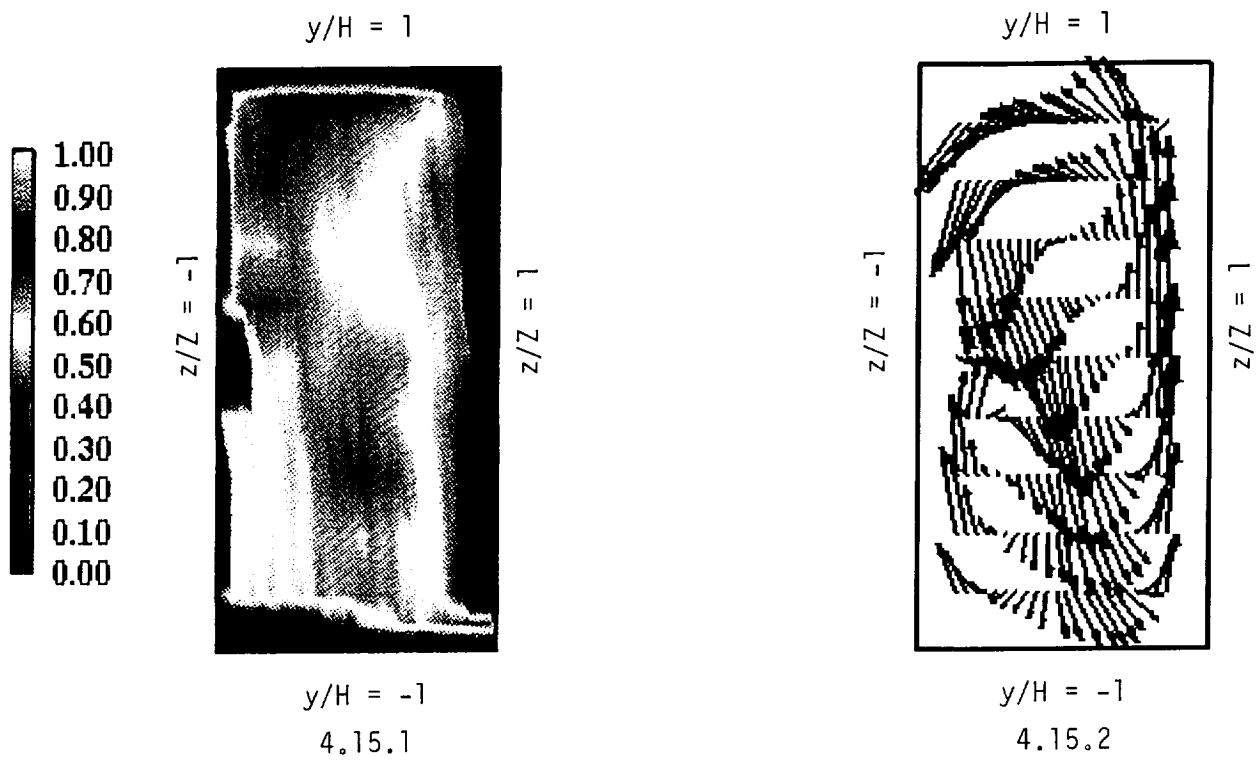 y/H = 1
1.00
0.90
0.80
0.70
0.60
0.50
0.40
0.30
0.20
0.10
0.00
z/Z = -1
z/Z = 1
y/H = -1
4.15.1
y/H = 1
z/Z = -1
z/Z = 1
y/H = -1
4.15.2